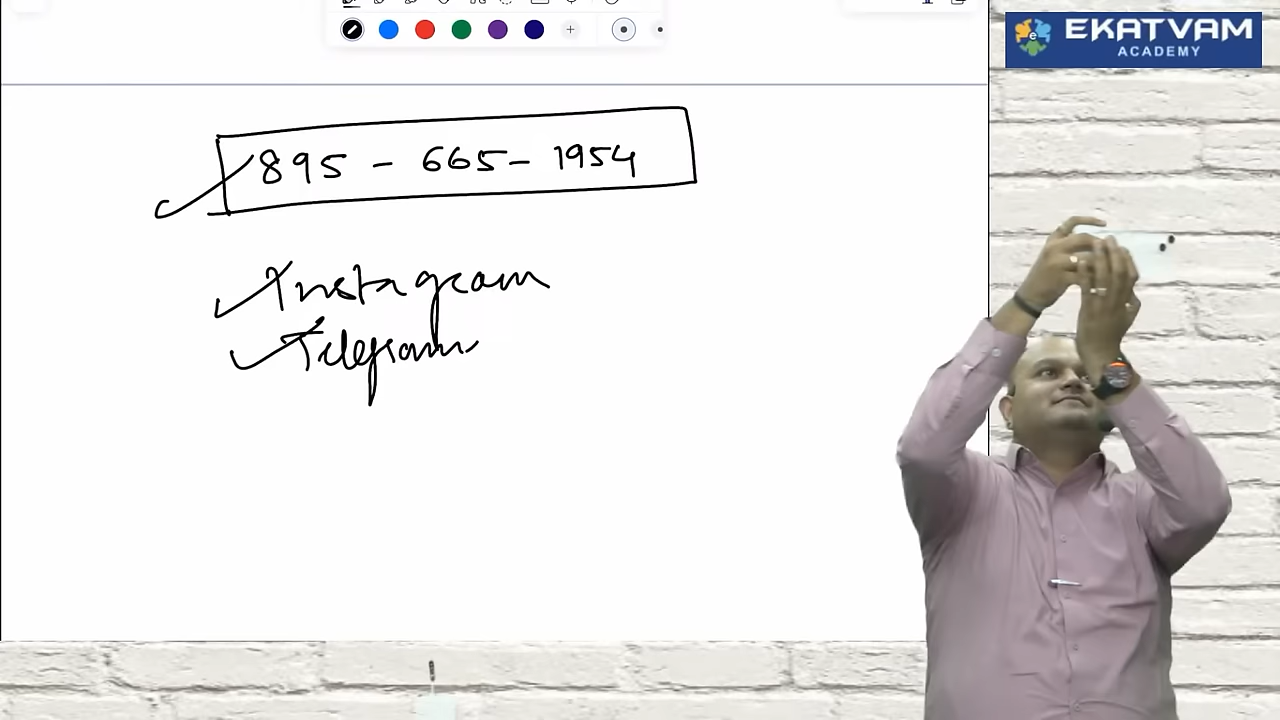 EKATVAM
ACADEMY
895 - 665 - 1954
Instagram
Telegram